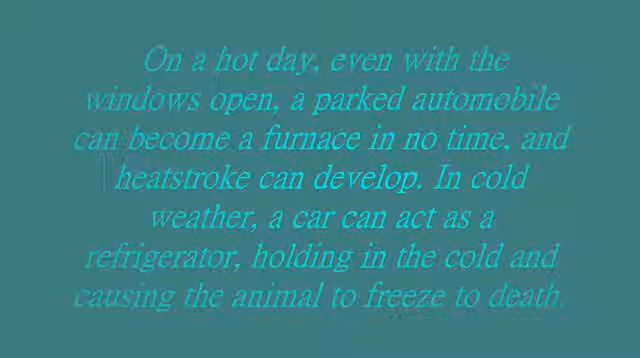 On a hot day, even with the
windows open, a parked automobile
can become a furnace in no time, and
heatstroke can develop. In cold
weather, a car can act as a
refrigerator, holding in the cold and
causing the animal to freeze to death.